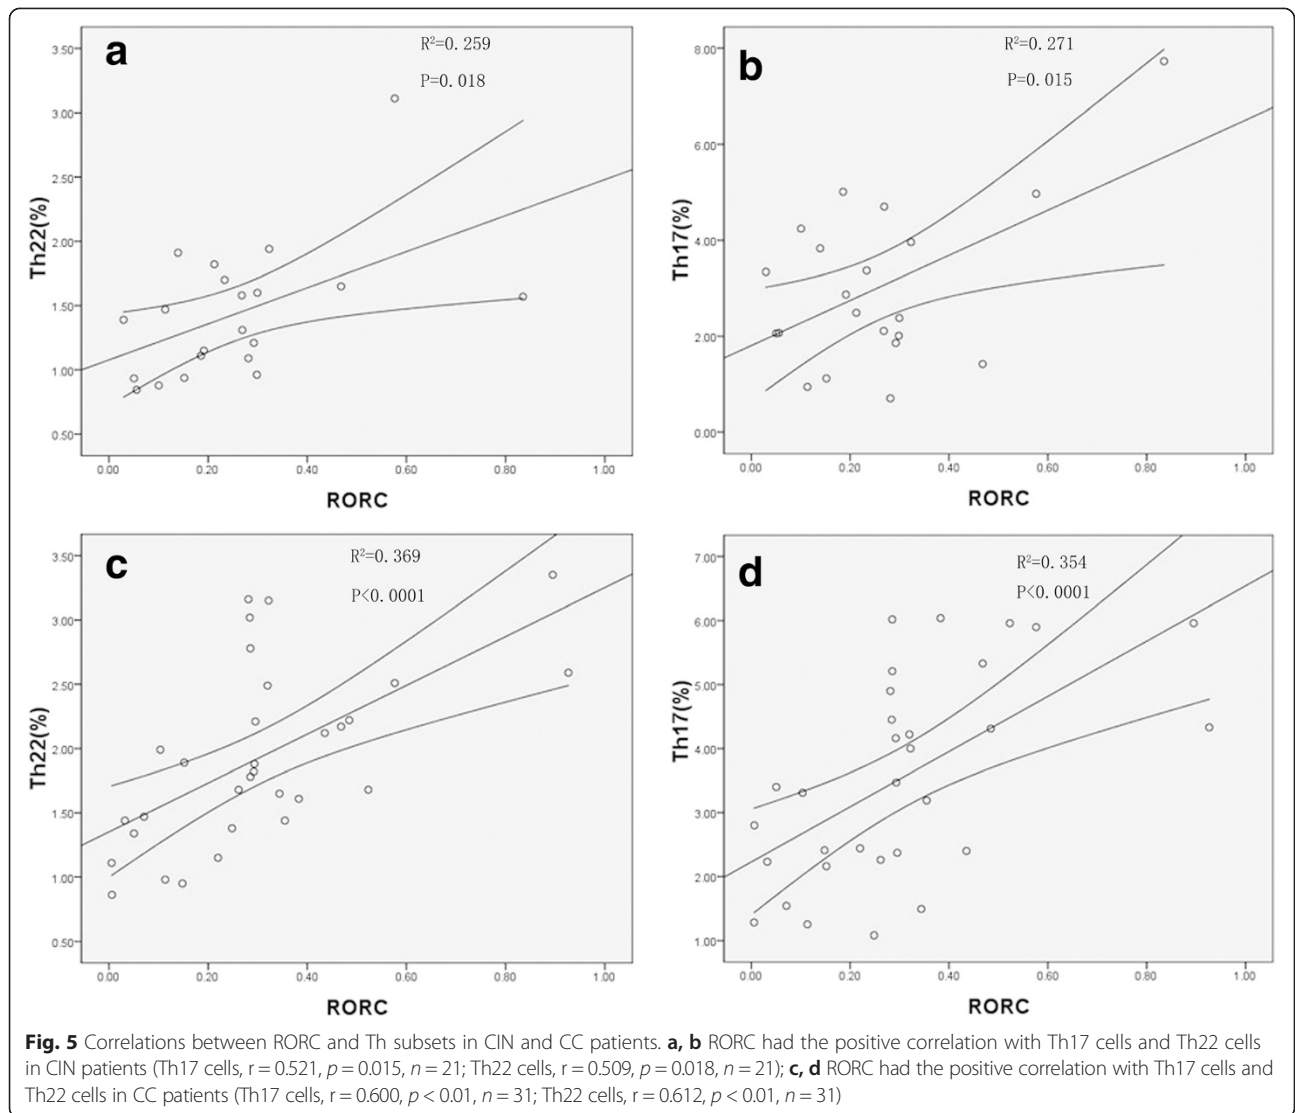 a
R²=0.259
P=0.018
3.50
3.00
2.50
2.00
1.50
1.00
0.50
Th22(%)
0.00 0.20 0.40 0.60 0.80 1.00
RORC
b
R²=0.271
P=0.015
8.00
6.00
4.00
2.00
0.00
Th17(%)
0.00 0.20 0.40 0.60 0.80 1.00
RORC
c
R²=0.369
P<0.0001
3.50
3.00
2.50
2.00
1.50
1.00
0.50
Th22(%)
0.00 0.20 0.40 0.60 0.80 1.00
RORC
d
R²=0.354
P<0.0001
7.00
6.00
5.00
4.00
3.00
2.00
1.00
Th17(%)
0.00 0.20 0.40 0.60 0.80 1.00
RORC
Fig. 5 Correlations between RORC and Th subsets in CIN and CC patients. a, b RORC had the positive correlation with Th17 cells and Th22 cells
in CIN patients (Th17 cells, r = 0.521, p = 0.015, n = 21; Th22 cells, r = 0.509, p = 0.018, n = 21); c, d RORC had the positive correlation with Th17 cells and
Th22 cells in CC patients (Th17 cells, r = 0.600, p < 0.01, n = 31; Th22 cells, r = 0.612, p < 0.01, n = 31)